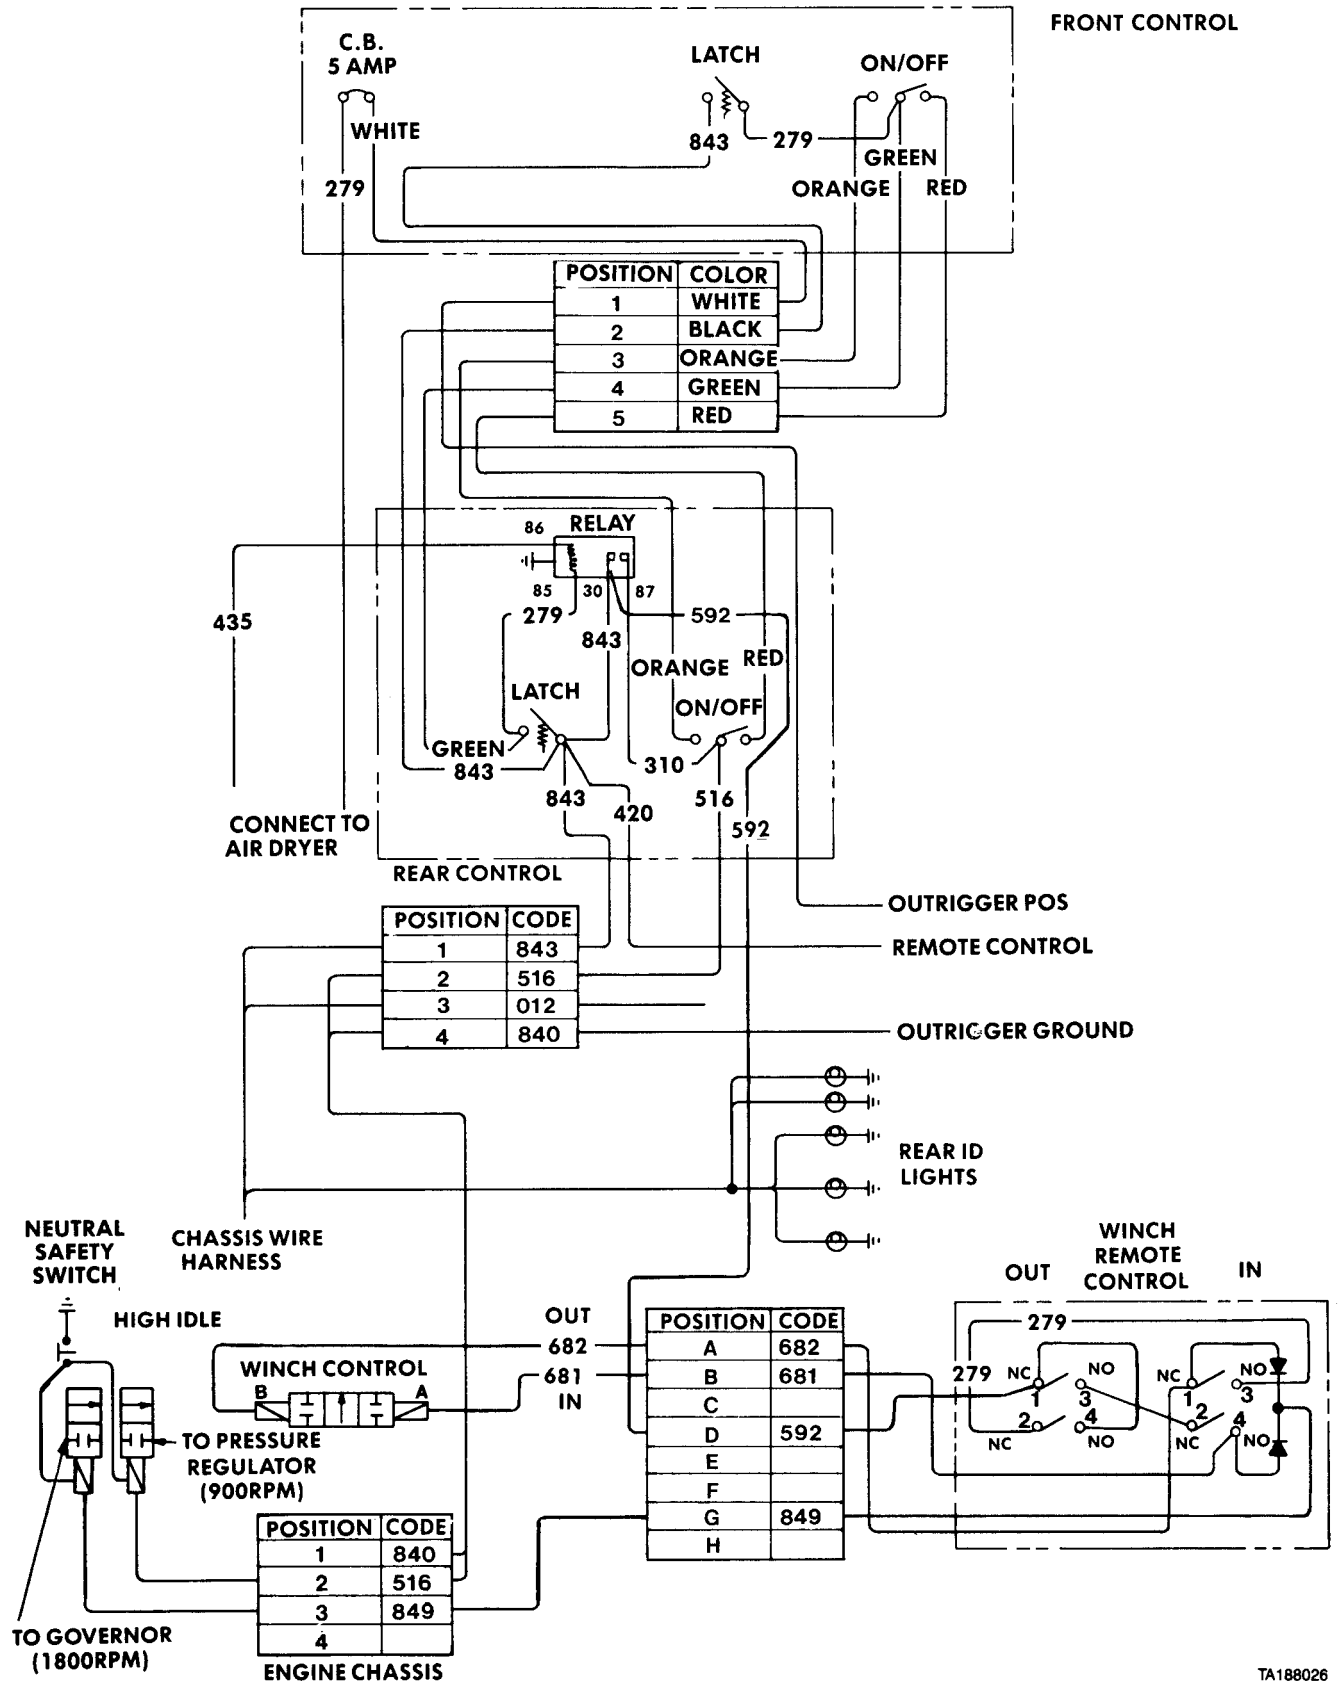 FRONT CONTROL
C.B.
5 AMP
LATCH
ON/OFF
WHITE
843
279
GREEN
279
ORANGE
RED
POSITION COLOR
1 WHITE
2 BLACK
3 ORANGE
4 GREEN
5 RED
86
RELAY
85
30
87
435
279
592
843
ORANGE
RED
LATCH
ON/OFF
GREEN
843
310
843
420
516
592
CONNECT TO
AIR DRYER
REAR CONTROL
OUTRIGGER POS
POSITION CODE
1 843
2 516
3 012
4 840
REMOTE CONTROL
OUTRIGGER GROUND
REAR ID
LIGHTS
CHASSIS WIRE
HARNESS
NEUTRAL
SAFETY
SWITCH
HIGH IDLE
WINCH
REMOTE
CONTROL
OUT
IN
OUT
682
681
IN
WINCH CONTROL
B
A
POSITION CODE
A 682
B 681
C
D 592
E
F
G 849
H
279
279
NC
NO
1
3
2
4
NC
NO
NC
NO
1
3
2
4
NC
NO
TO PRESSURE
REGULATOR
(900RPM)
POSITION CODE
1 840
2 516
3 849
4
ENGINE CHASSIS
TO GOVERNOR
(1800RPM)
TA188026